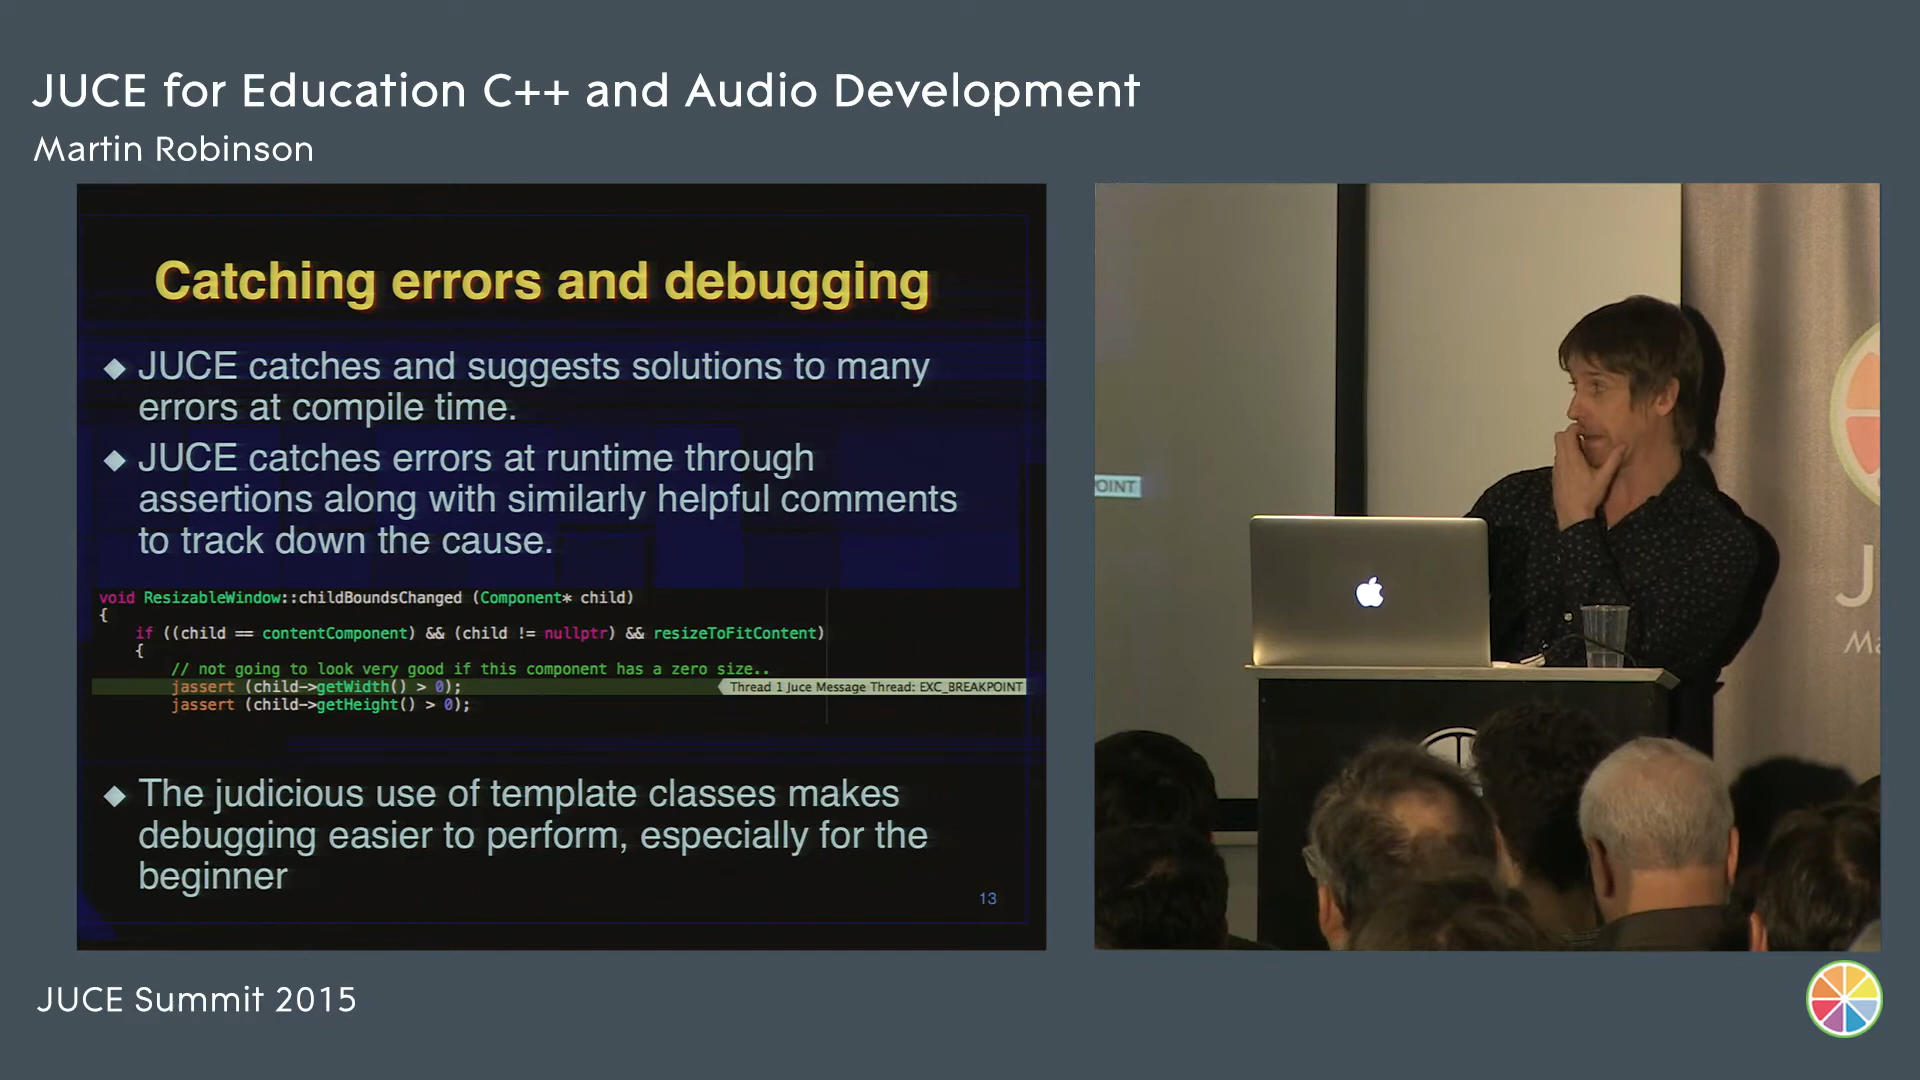 JUCE for Education C++ and Audio Development
Martin Robinson
Catching errors and debugging
◆ JUCE catches and suggests solutions to many
errors at compile time.
◆ JUCE catches errors at runtime through
assertions along with similarly helpful comments
to track down the cause.
void ResizableWindow::childBoundsChanged (Component* child)
{
if ((child == contentComponent) && (child != nullptr) && resizeToFitContent)
{
// not going to look very good if this component has a zero size..
jassert (child->getWidth() > 0);
Thread 1 Juce Message Thread: EXC_BREAKPOINT
jassert (child->getHeight() > 0);
◆ The judicious use of template classes makes
debugging easier to perform, especially for the
beginner
13
OINT
J
Ma
JUCE Summit 2015